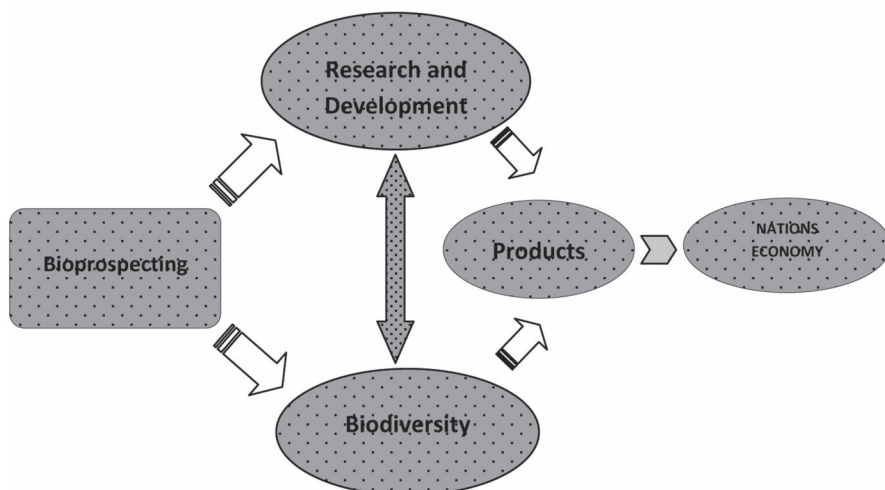 Research and
Development
Bioprospecting
Products
NATIONS
ECONOMY
Biodiversity